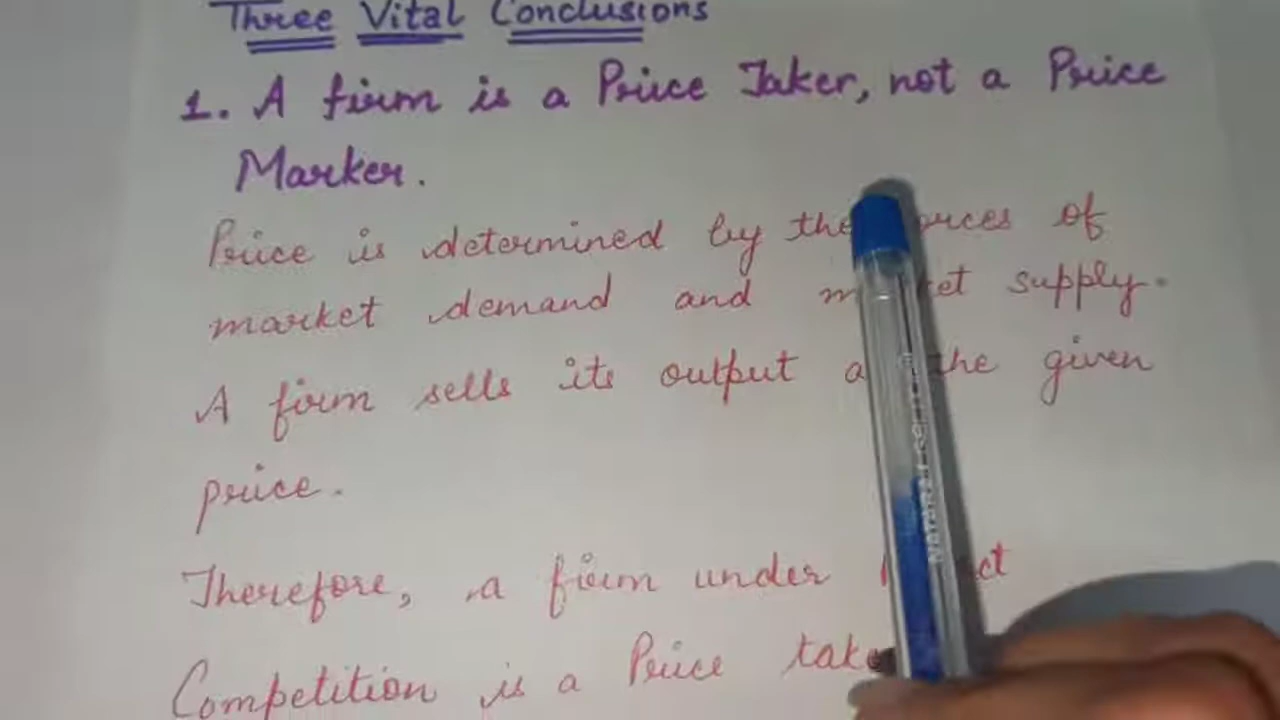 Three Vital Conclusions
1. A firm is a Price Taker, not a Price
Marker.
Price is determined by the of
market demand and supply.
A firm sells its output the given
price.
Therefore, a firm under
Competition is a Price